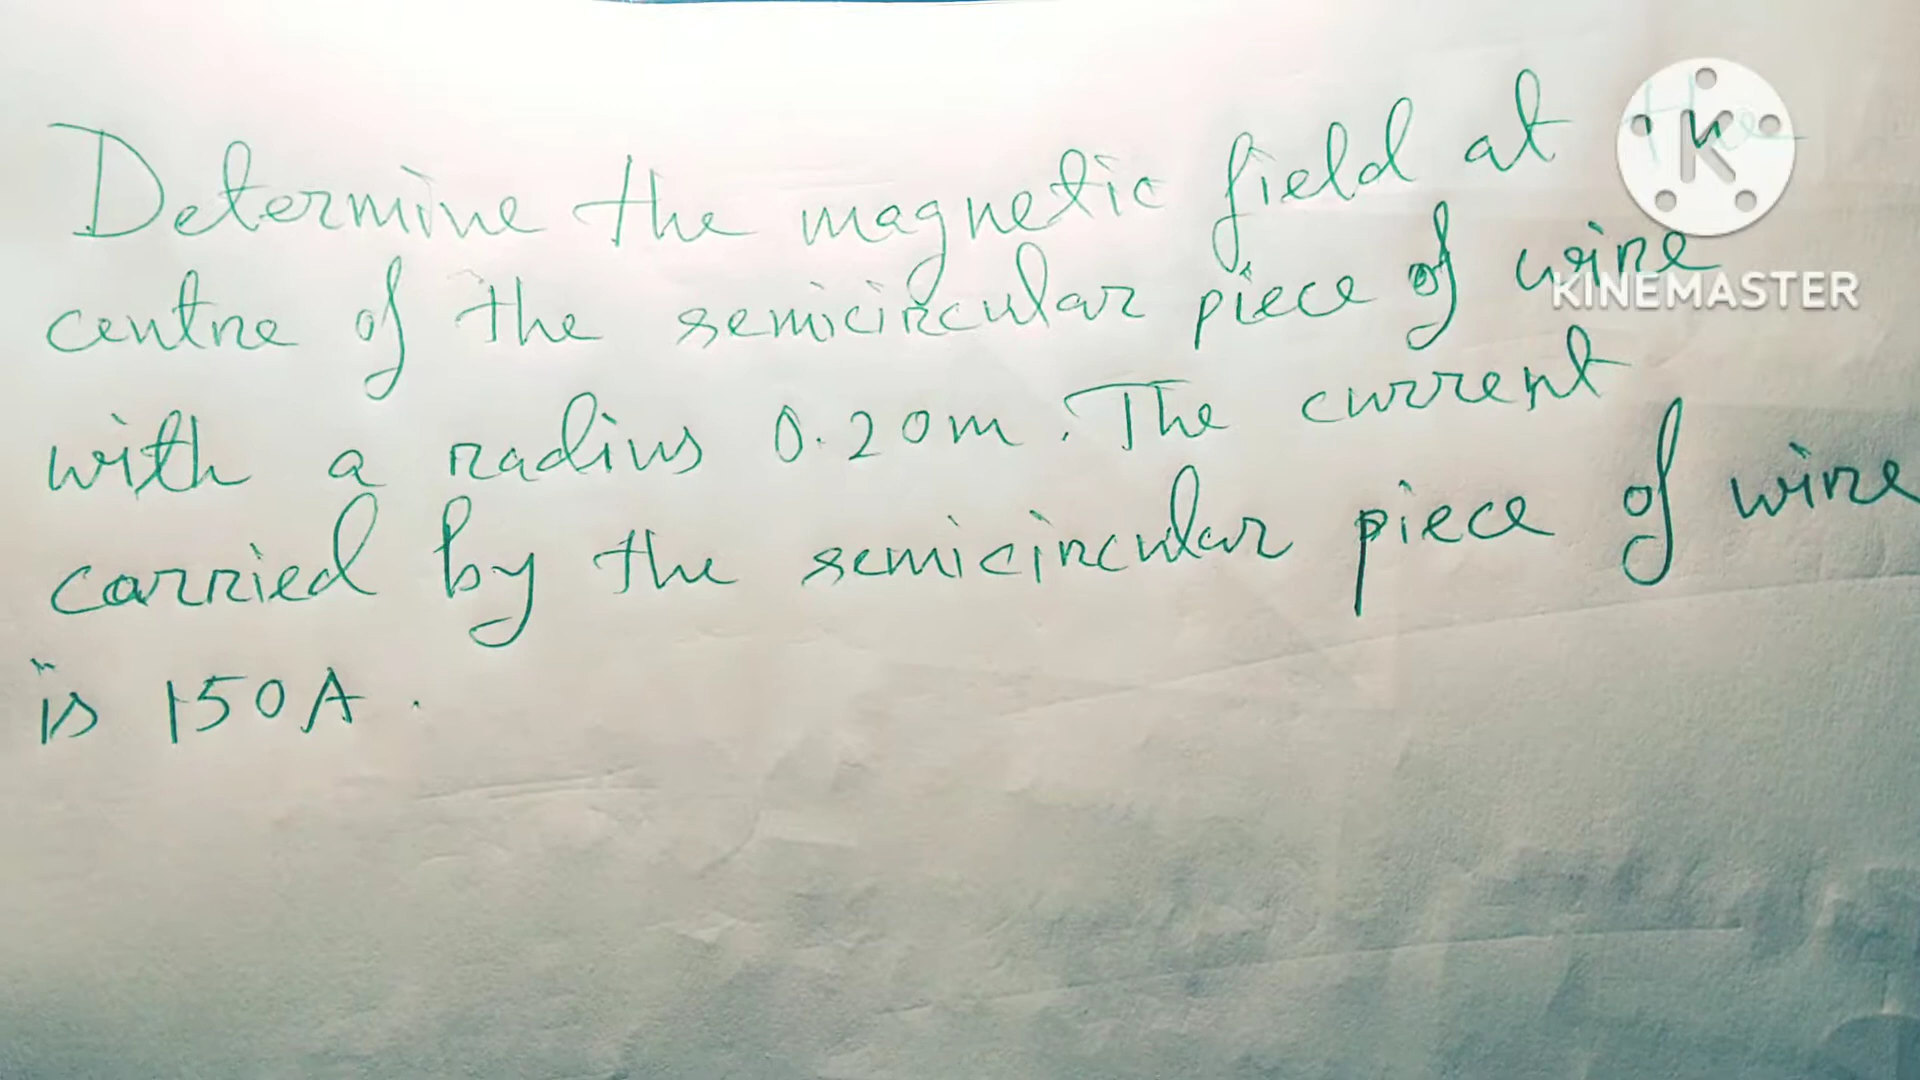 Determine the magnetic field at the
centre of the semicircular piece of wire
with a radius 0.20m. The current
carried by the semicircular piece of wire
is 150A.
KINEMASTER